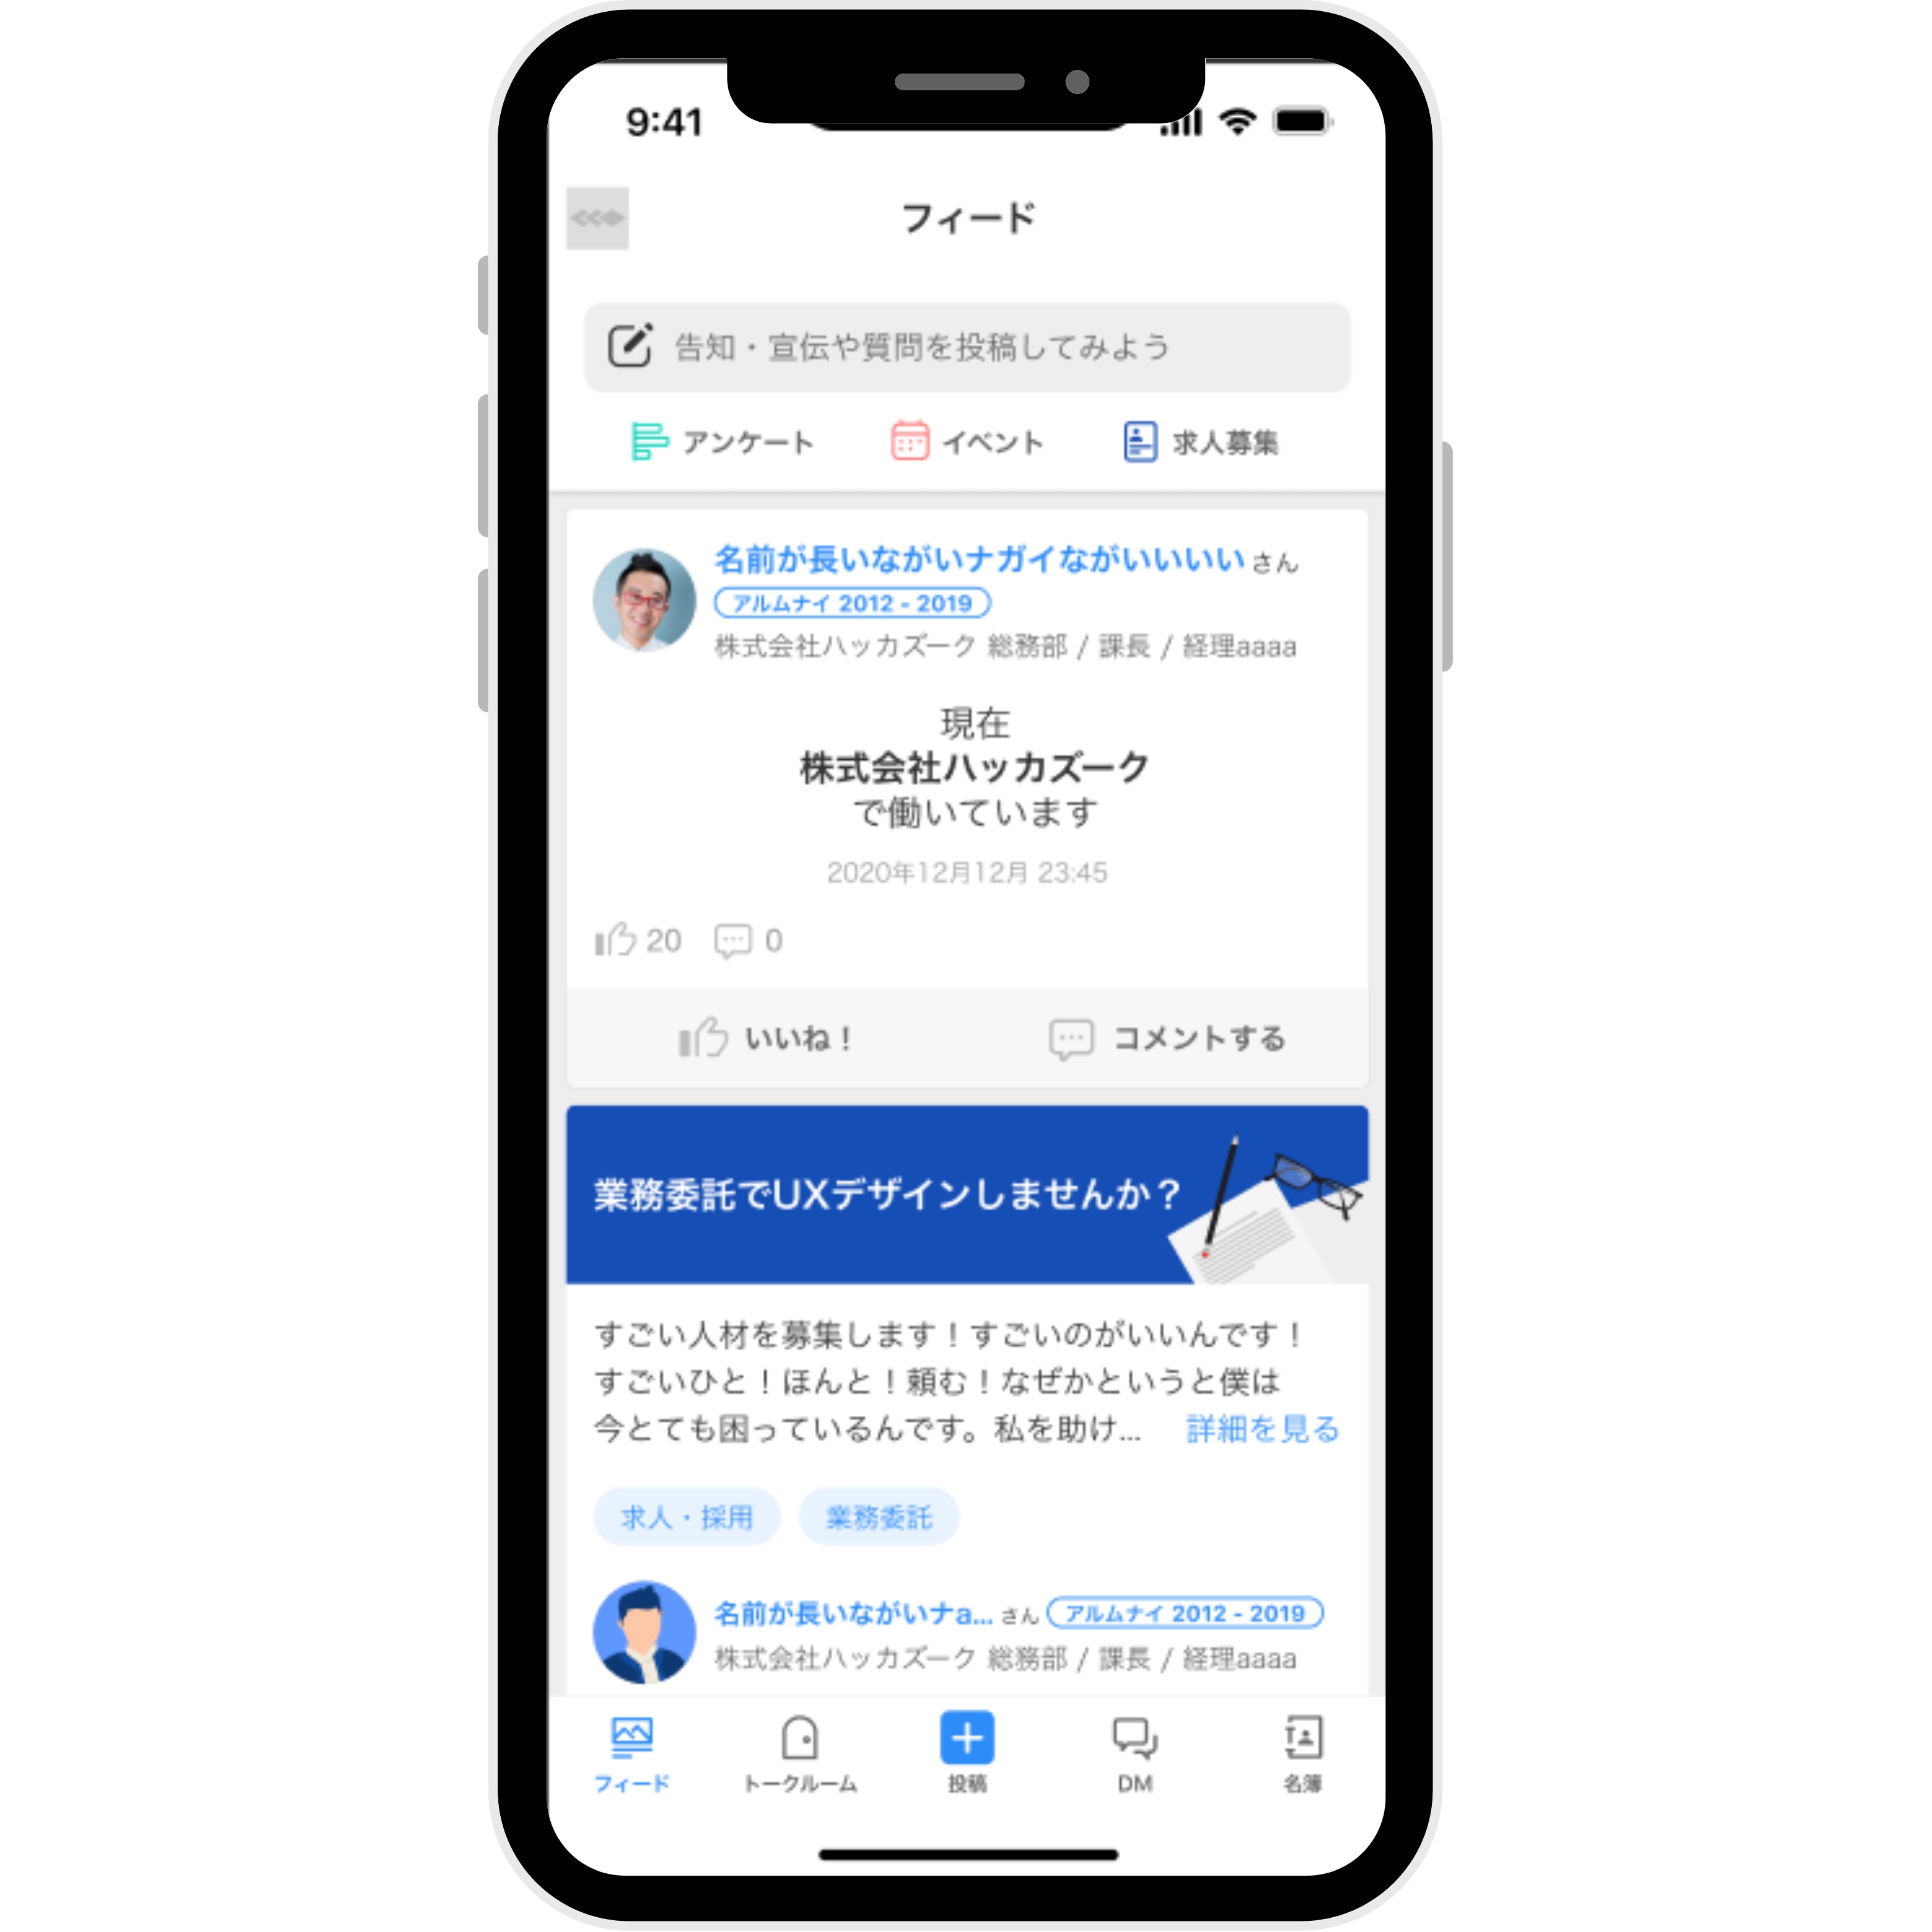 9:41
フィード
告知・宣伝や質問を投稿してみよう
アンケート イベント 求人募集
名前が長いながいナガイながいいいい さん
アルムナイ 2012 - 2019
株式会社ハッカズーク 総務部 / 課長 / 経理aaaa
現在
株式会社ハッカズーク
で働いています
2020年12月12月 23:45
20 0
いいね！ コメントする
業務委託でUXデザインしませんか？
すごい人材を募集します！すごいのがいいんです！
すごいひと！ほんと！頼む！なぜかというと僕は
今とても困っているんです。私を助け... 詳細を見る
求人・採用 業務委託
名前が長いながいナa... さん アルムナイ 2012 - 2019
株式会社ハッカズーク 総務部 / 課長 / 経理aaaa
フィード トークルーム 投稿 DM 名簿